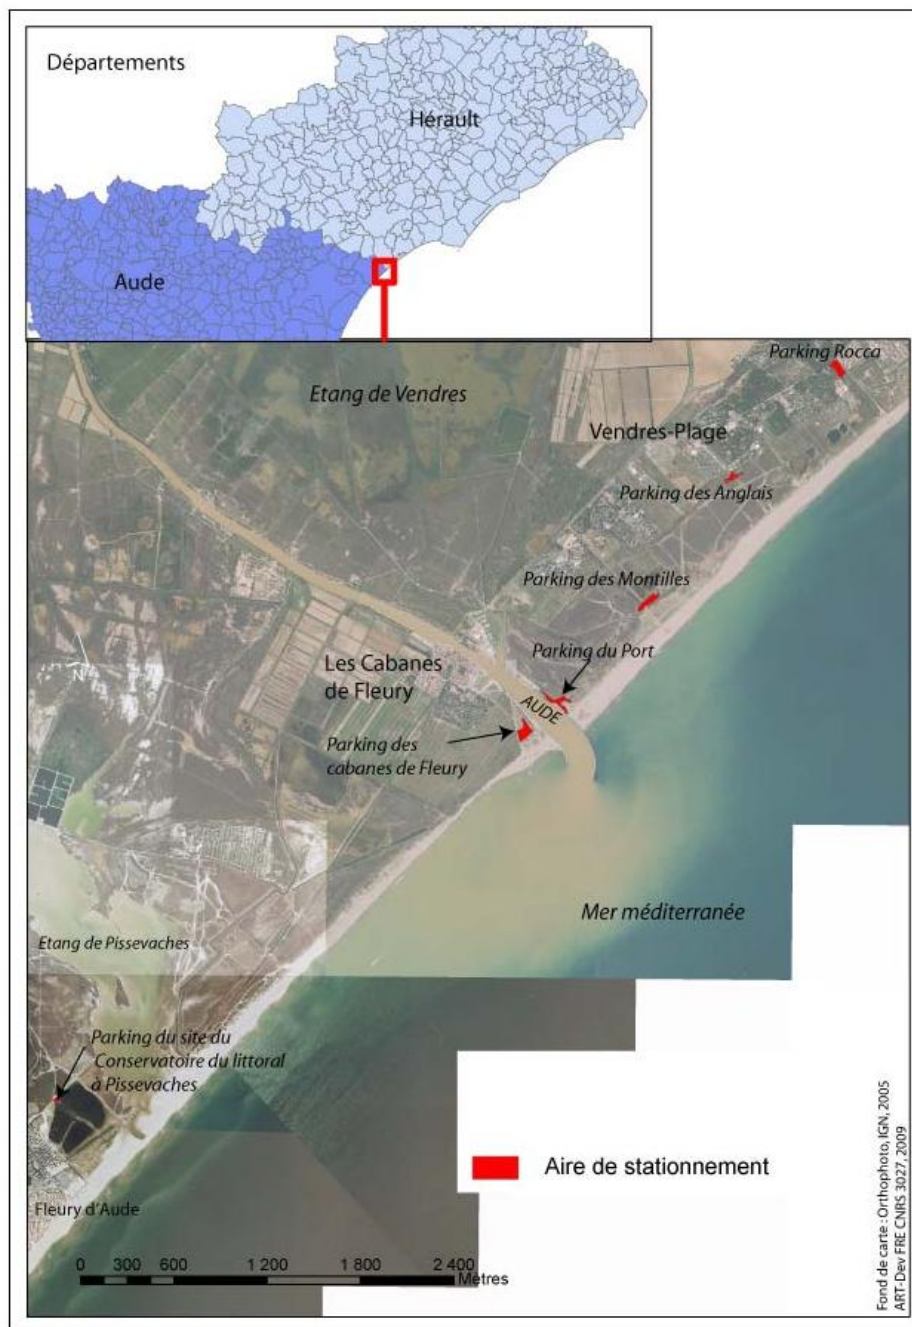 Départements
Hérault
Aude
Parking Rocca
Etang de Vendres
Vendres-Plage
Parking des Anglais
Parking des Montilles
Parking du Port
Les Cabanes
de Fleury
AUDE
Parking des
cabanes de Fleury
N
Mer méditerranée
Etang de Pissevaches
Parking du site du
Conservatoire du littoral
à Pissevaches
Aire de stationnement
Fleury d'Aude
0 300 600 1 200 1 800 2 400
Mètres
Fond de carte : Orthophoto, IGN, 2005
ART-Dev FRE CNRS 3027, 2009